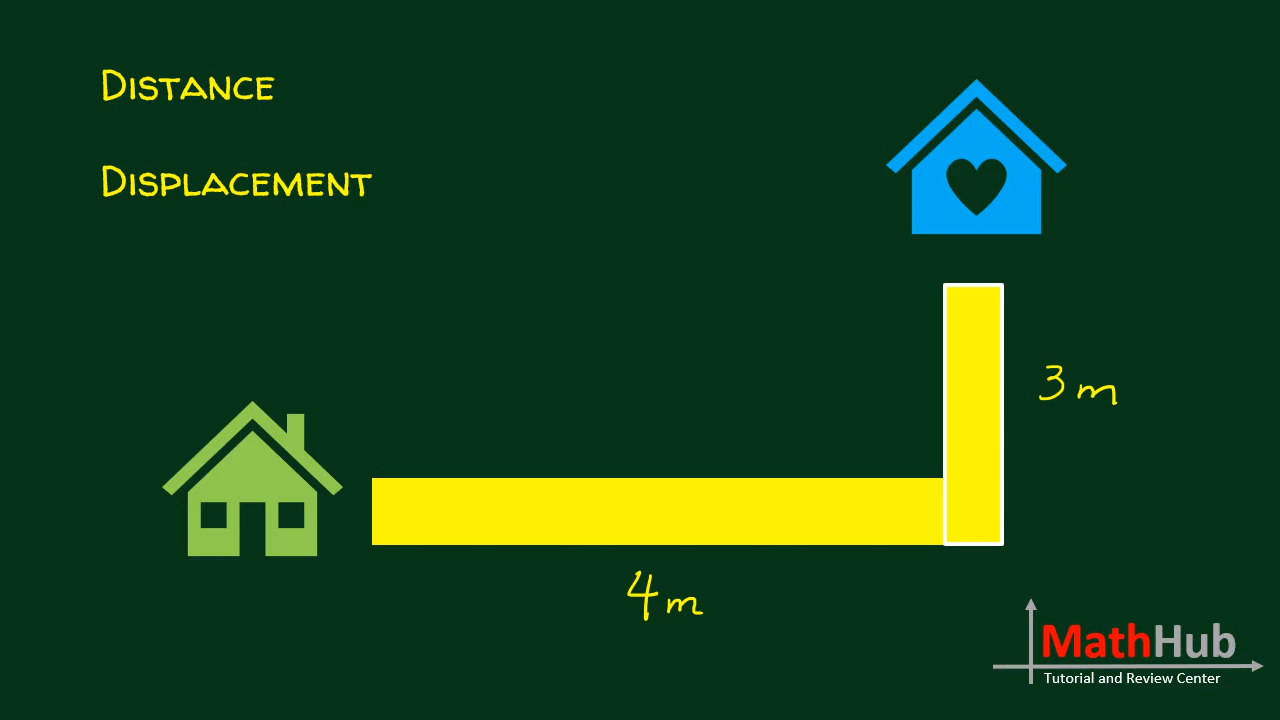 DISTANCE
DISPLACEMENT
3 m
4 m
MathHub
Tutorial and Review Center